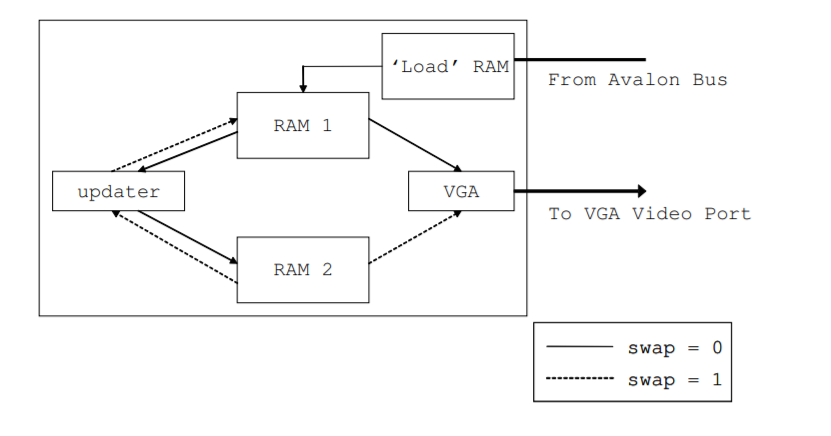 ‘Load’ RAM
From Avalon Bus
RAM 1
updater
VGA
To VGA Video Port
RAM 2
swap = 0
swap = 1